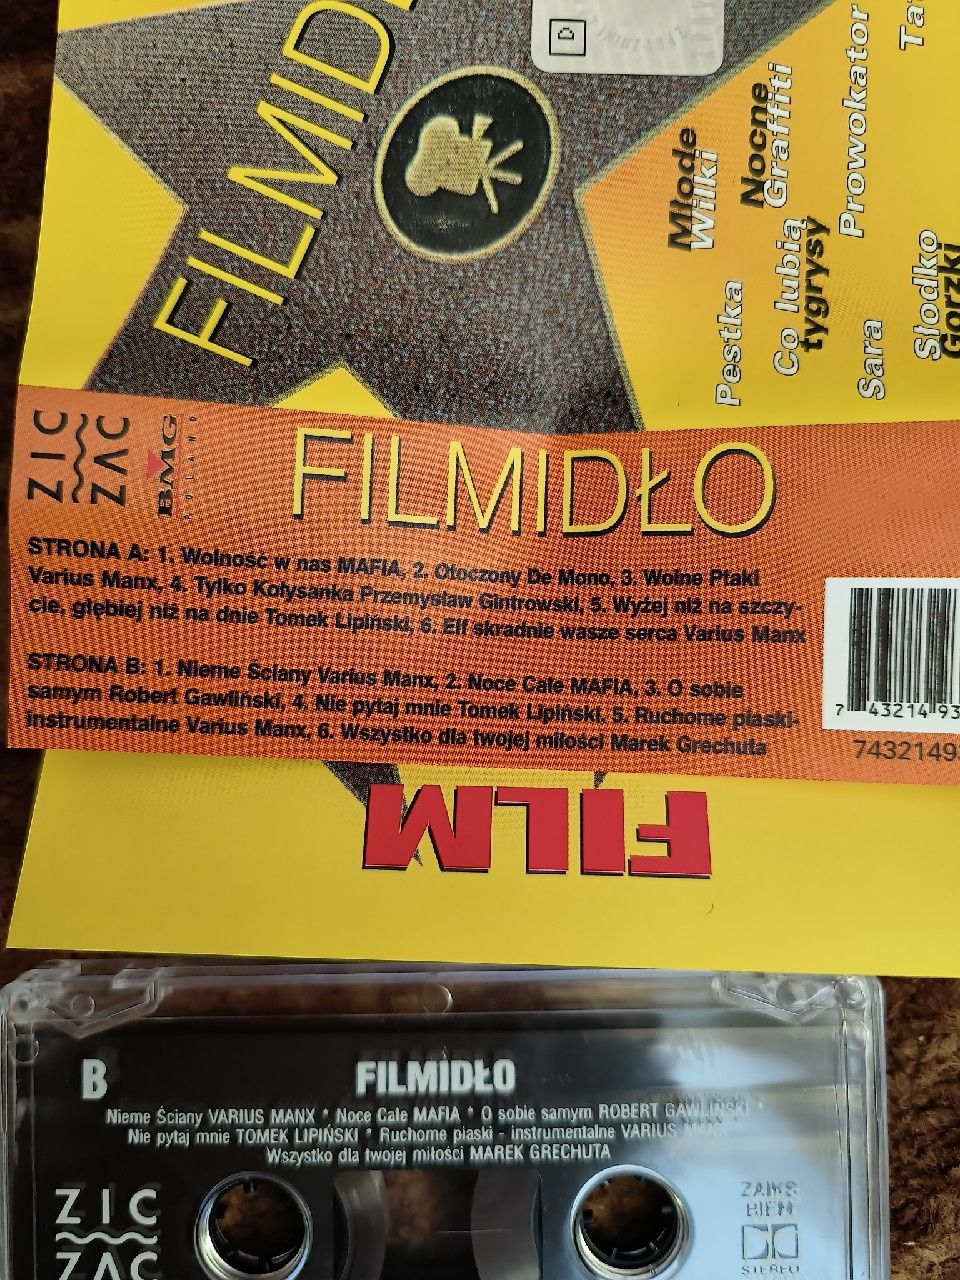 FILMID
D
Młode
Wilki
Nocne
Graffiti
Pestka
Co lubią
tygrysy
Prowokator
Sara
Słodko
Gorzki
ZIC
ZAC
BMG
POLAND
FILMIDŁO
STRONA A: 1. Wolność w nas MAFIA, 2. Otoczony De Mono, 3. Wolne Ptaki
Varius Manx, 4. Tylko Kołysanka Przemysław Gintrowski, 5. Wyżej niż na szczy-
cie, głębiej niż na dnie Tomek Lipiński, 6. Elf skradnie wasze serca Varius Manx
STRONA B: 1. Nieme Ściany Varius Manx, 2. Noce Całe MAFIA, 3. O sobie
samym Robert Gawliński, 4. Nie pytaj mnie Tomek Lipiński, 5. Ruchome piaski-
instrumentalne Varius Manx, 6. Wszystko dla twojej miłości Marek Grechuta
7 43214 93
7432149
FILM
B
FILMIDŁO
Nieme Ściany VARIUS MANX * Noce Całe MAFIA * O sobie samym ROBERT GAWLIŃSKI *
Nie pytaj mnie TOMEK LIPIŃSKI * Ruchome piaski - instrumentalne VARIUS MANX
Wszystko dla twojej miłości MAREK GRECHUTA
ZIC
ZAC
ZAIKS
BIEM
STEREO